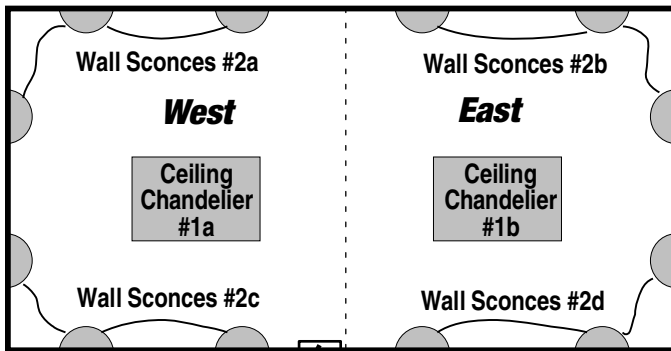 Wall Sconces #2a
Wall Sconces #2b
West
East
Ceiling
Chandelier
#1a
Ceiling
Chandelier
#1b
Wall Sconces #2c
Wall Sconces #2d